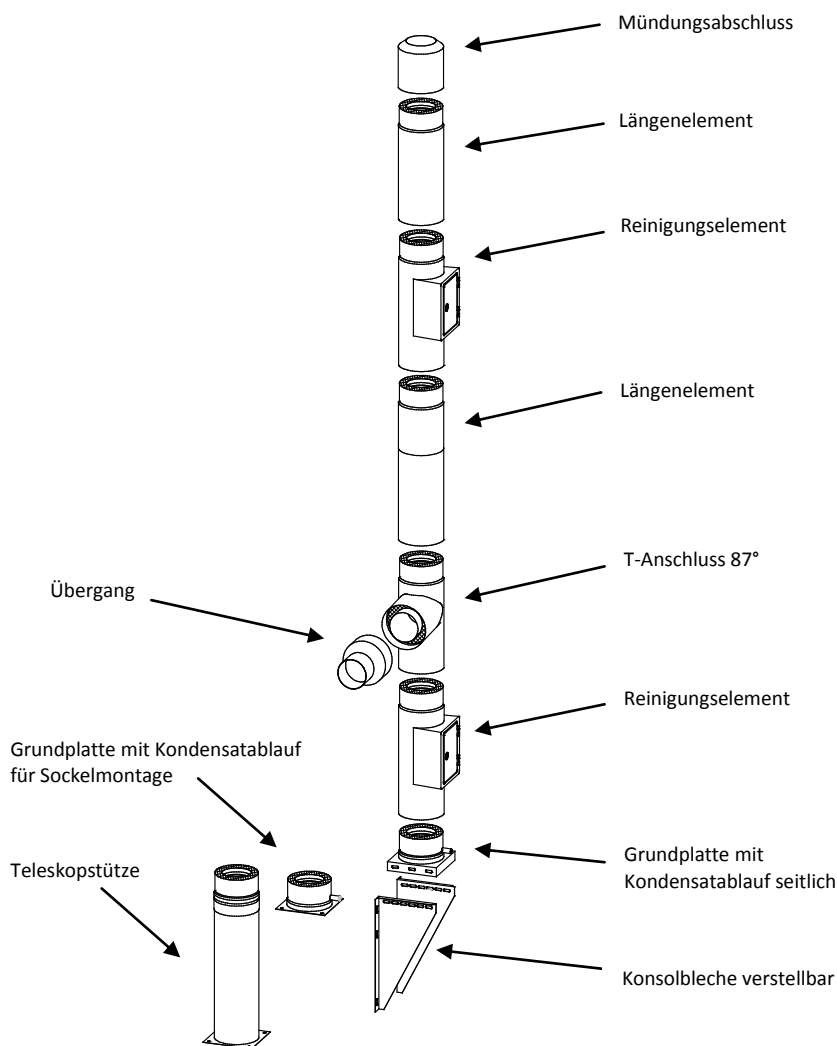 Mündungsabschluss
Längenelement
Reinigungselement
Längenelement
T-Anschluss 87°
Übergang
Reinigungselement
Grundplatte mit Kondensatablauf
für Sockelmontage
Teleskopstütze
Grundplatte mit
Kondensatablauf seitlich
Konsolbleche verstellbar